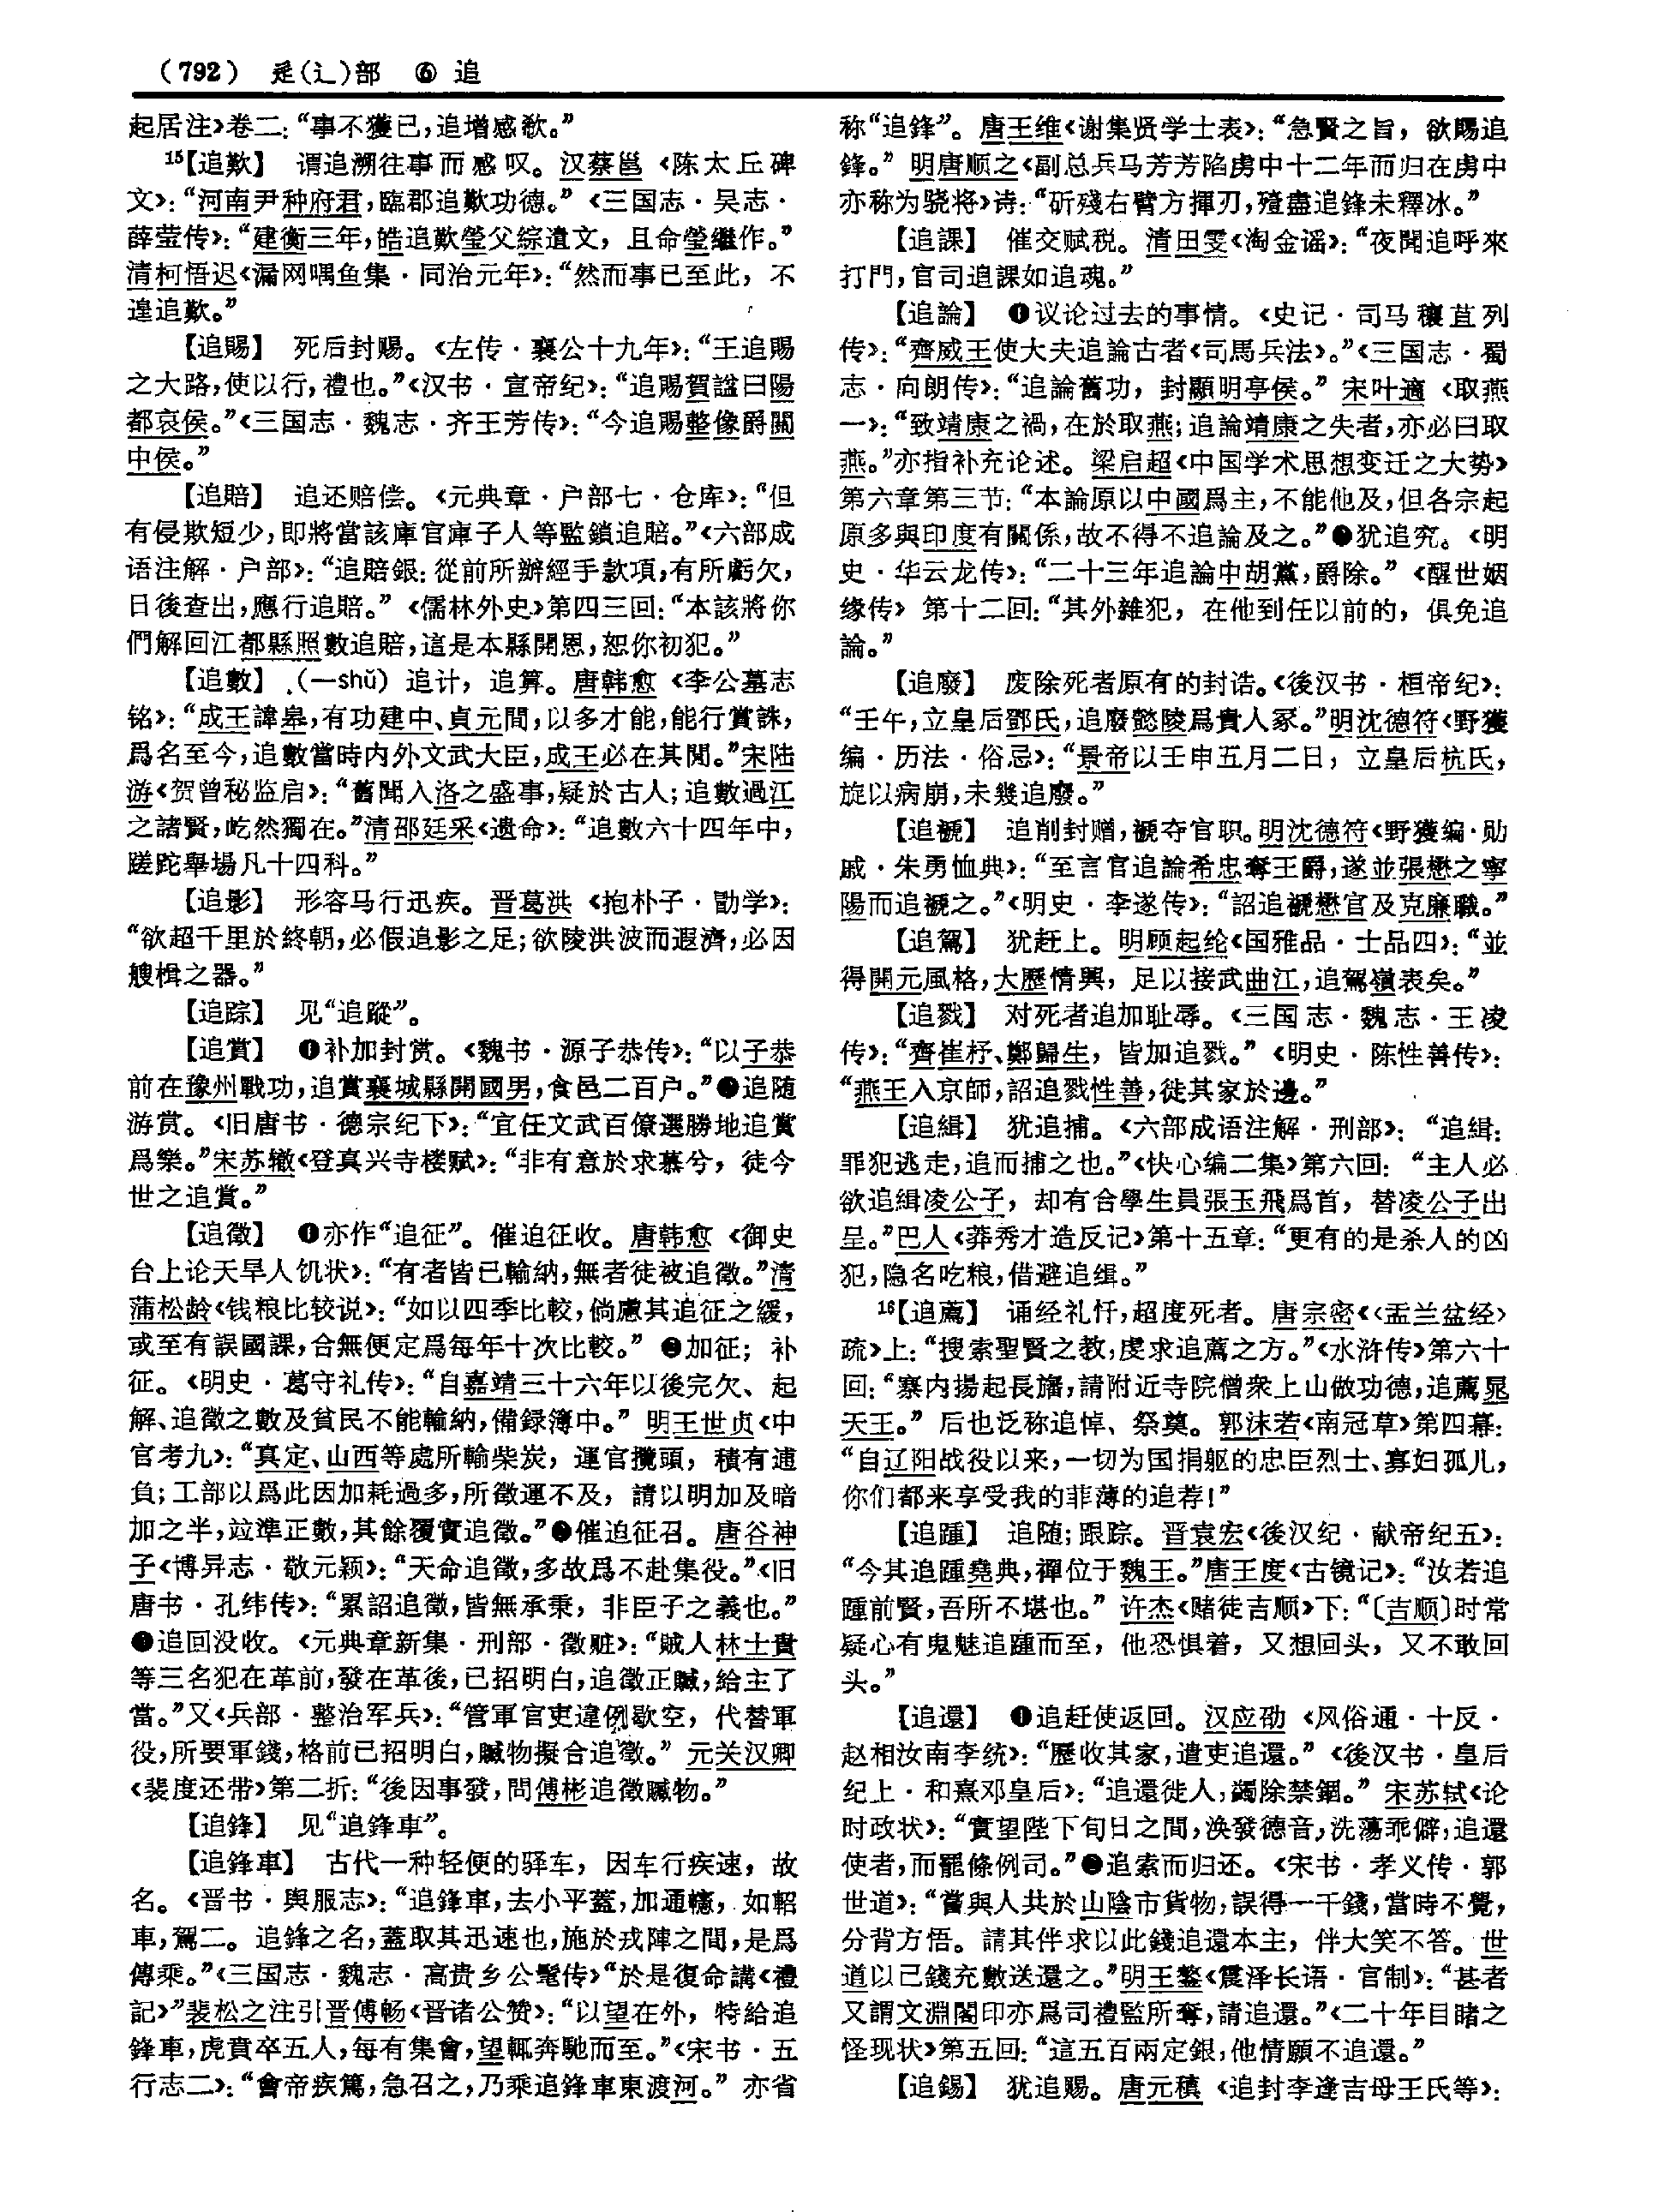 (792) 辵(辶)部 ⑥ 追
起居注》卷二：“事不獲已，追增感欷。”
15【追歎】 谓追溯往事而感叹。汉蔡邕《陈太丘碑
文》：“河南尹种府君，臨郡追歎功德。”《三国志·吴志·
薛莹传》：“建衡三年，皓追歎瑩父綜遺文，且命瑩繼作。”
清柯悟迟《漏网喁鱼集·同治元年》：“然而事已至此，不
遑追歎。”
【追賜】 死后封赐。《左传·襄公十九年》：“王追賜
之大路，使以行，禮也。”《汉书·宣帝纪》：“追賜賀謚曰陽
都哀侯。”《三国志·魏志·齐王芳传》：“今追賜整像爵關
中侯。”
【追賠】 追还赔偿。《元典章·户部七·仓库》：“但
有侵欺短少，即將當該庫官庫子人等監鎖追賠。”《六部成
语注解·户部》：“追賠銀：從前所辦經手款項，有所虧欠，
日後查出，應行追賠。”《儒林外史》第四三回：“本該將你
們解回江都縣照數追賠，這是本縣開恩，恕你初犯。”
【追數】 (一shǔ) 追计，追算。唐韩愈《李公墓志
铭》：“成王諱皋，有功建中、貞元間，以多才能，能行賞誅，
爲名至今，追數當時内外文武大臣，成王必在其間。”宋陆
游《贺曾秘监启》：“舊聞入洛之盛事，疑於古人；追數過江
之諸賢，屹然獨在。”清邵廷采《遗命》：“追數六十四年中，
蹉跎舉場凡十四科。”
【追影】 形容马行迅疾。晋葛洪《抱朴子·勖学》：
“欲超千里於終朝，必假追影之足；欲陵洪波而遐濟，必因
艘楫之器。”
【追踪】 见“追蹤”。
【追賞】 ❶补加封赏。《魏书·源子恭传》：“以子恭
前在豫州戰功，追賞襄城縣開國男，食邑二百户。”❷追随
游赏。《旧唐书·德宗纪下》：“宜任文武百僚選勝地追賞
爲樂。”宋苏辙《登真兴寺楼赋》：“非有意於求慕兮，徒今
世之追賞。”
【追徵】 ❶亦作“追征”。催迫征收。唐韩愈《御史
台上论天旱人饥状》：“有者皆已輸納，無者徒被追徵。”清
蒲松龄《钱粮比较说》：“如以四季比較，倘慮其追征之緩，
或至有誤國課，合無便定爲每年十次比較。” ❷加征；补
征。《明史·葛守礼传》：“自嘉靖三十六年以後完欠、起
解、追徵之數及貧民不能輸納，備録簿中。” 明王世贞《中
官考九》：“真定、山西等處所輸柴炭，運官攬頭，積有逋
負；工部以爲此因加耗過多，所徵運不及，請以明加及暗
加之半，竝準正數，其餘覆實追徵。”❸催迫征召。唐谷神
子《博异志·敬元颖》：“天命追徵，多故爲不赴集役。”《旧
唐书·孔纬传》：“累詔追徵，皆無承秉，非臣子之義也。”
❹追回没收。《元典章新集·刑部·徵赃》：“賊人林士貴
等三名犯在革前，發在革後，已招明白，追徵正贓，给主了
當。”又《兵部·整治军兵》：“管軍官吏違例歇空，代替軍
役，所要軍錢，格前已招明白，贓物擬合追徵。” 元关汉卿
《裴度还带》第二折：“後因事發，問傅彬追徵贓物。”
【追鋒】 见“追鋒車”。
【追鋒車】 古代一种轻便的驿车，因车行疾速，故
名。《晋书·舆服志》：“追鋒車，去小平蓋，加通幰，如軺
車，駕二。追鋒之名，蓋取其迅速也，施於戎陣之間，是爲
傳乘。”《三国志·魏志·高贵乡公髦传》“於是復命講《禮
記》”裴松之注引晋傅畅《晋诸公赞》：“以望在外，特給追
鋒車，虎賁卒五人，每有集會，望輒奔馳而至。”《宋书·五
行志二》：“會帝疾篤，急召之，乃乘追鋒車東渡河。” 亦省
称“追鋒”。唐王维《谢集贤学士表》：“急賢之旨，欲賜追
鋒。” 明唐顺之《副总兵马芳芳陷虏中十二年而归在虏中
亦称为骁将》诗：“斫殘右臂方揮刃，殪盡追鋒未釋冰。”
【追課】 催交赋税。清田雯《淘金谣》：“夜聞追呼來
打門，官司追課如追魂。”
【追論】 ❶议论过去的事情。《史记·司马穰苴列
传》：“齊威王使大夫追論古者《司馬兵法》。”《三国志·蜀
志·向朗传》：“追論舊功，封顯明亭侯。” 宋叶適《取燕
一》：“致靖康之禍，在於取燕；追論靖康之失者，亦必曰取
燕。”亦指补充论述。梁启超《中国学术思想变迁之大势》
第六章第三节：“本論原以中國爲主，不能他及，但各宗起
原多與印度有關係，故不得不追論及之。”❷犹追究。《明
史·华云龙传》：“二十三年追論中胡黨，爵除。”《醒世姻
缘传》第十二回：“其外雜犯，在他到任以前的，俱免追
論。”
【追廢】 废除死者原有的封诰。《後汉书·桓帝纪》：
“壬午，立皇后鄧氏，追廢懿陵爲貴人冢。”明沈德符《野獲
编·历法·俗忌》：“景帝以壬申五月二日，立皇后杭氏，
旋以病崩，未幾追廢。”
【追褫】 追削封赠，褫夺官职。明沈德符《野獲编·勋
戚·朱勇恤典》：“至言官追論希忠奪王爵，遂並張懋之寧
陽而追褫之。”《明史·李遂传》：“詔追褫懋官及克廉職。”
【追駕】 犹赶上。明顾起纶《国雅品·士品四》：“並
得開元風格，大歷情興，足以接武曲江，追駕嶺表矣。”
【追戮】 对死者追加耻辱。《三国志·魏志·王凌
传》：“齊崔杼、鄭歸生，皆加追戮。”《明史·陈性善传》：
“燕王入京師，詔追戮性善，徙其家於邊。”
【追緝】 犹追捕。《六部成语注解·刑部》：“追緝：
罪犯逃走，追而捕之也。”《快心编二集》第六回：“主人必
欲追緝凌公子，却有合學生員張玉飛爲首，替凌公子出
呈。”巴人《莽秀才造反记》第十五章：“更有的是杀人的凶
犯，隐名吃粮，借避追缉。”
16【追薦】 诵经礼忏，超度死者。唐宗密《〈盂兰盆经〉
疏》上：“搜索聖賢之教，虔求追薦之方。”《水浒传》第六十
回：“寨内揚起長旛，請附近寺院僧衆上山做功德，追薦晁
天王。” 后也泛称追悼、祭奠。郭沫若《南冠草》第四幕：
“自辽阳战役以来，一切为国捐躯的忠臣烈士、寡妇孤儿，
你们都来享受我的菲薄的追荐！”
【追踵】 追随；跟踪。晋袁宏《後汉纪·献帝纪五》：
“今其追踵堯典，禪位于魏王。”唐王度《古镜记》：“汝若追
踵前賢，吾所不堪也。” 许杰《赌徒吉顺》下：“〔吉顺〕时常
疑心有鬼魅追踵而至，他恐惧着，又想回头，又不敢回
头。”
【追還】 ❶追赶使返回。汉应劭《风俗通·十反·
赵相汝南李统》：“歷收其家，遣吏追還。”《後汉书·皇后
纪上·和熹邓皇后》：“追還徙人，蠲除禁錮。” 宋苏轼《论
时政状》：“實望陛下旬日之間，渙發德音，洗蕩乖僻，追還
使者，而罷條例司。”❷追索而归还。《宋书·孝义传·郭
世道》：“嘗與人共於山陰市貨物，誤得一千錢，當時不覺，
分背方悟。請其伴求以此錢追還本主，伴大笑不答。世
道以己錢充數送還之。”明王鏊《震泽长语·官制》：“甚者
又謂文淵閣印亦爲司禮監所奪，請追還。”《二十年目睹之
怪现状》第五回：“這五百兩定銀，他情願不追還。”
【追錫】 犹追赐。唐元稹《追封李逢吉母王氏等》：